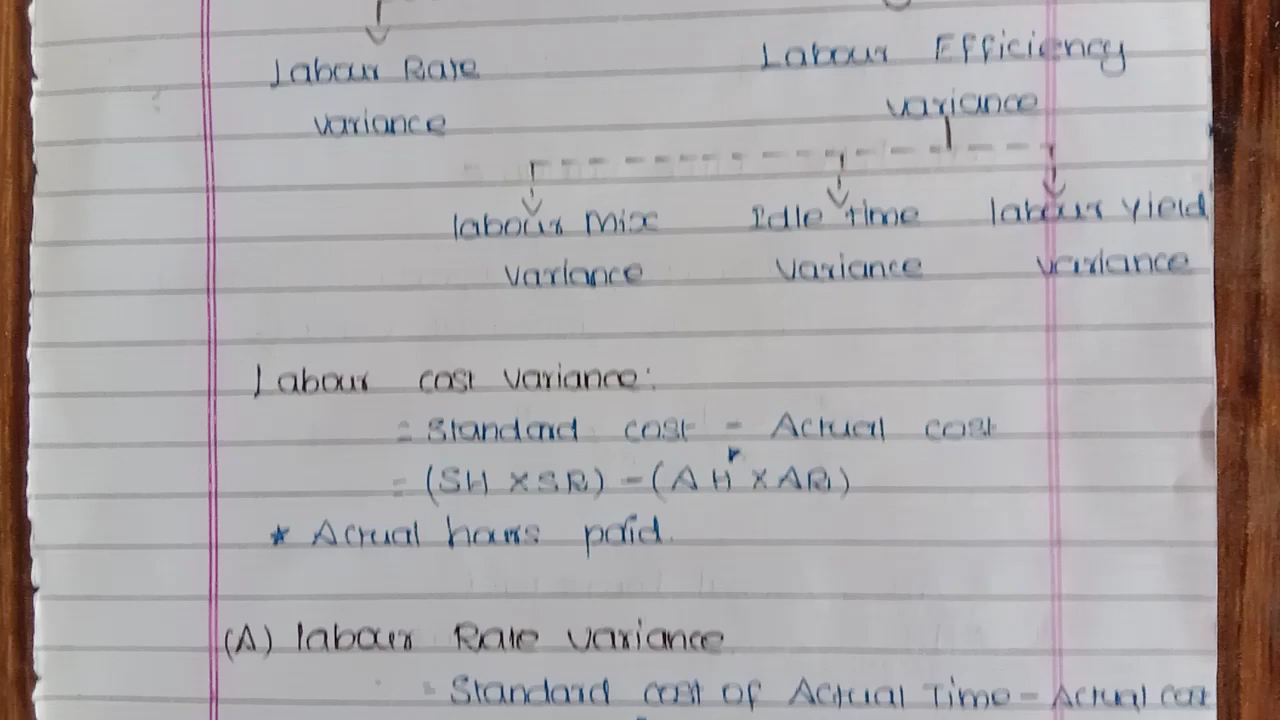 Labour Rate Labour Efficiency
variance variance
labour Mix Idle time labour yield
variance variance variance
Labour cost variance:
= Standard cost - Actual cost
= (SH × SR) - (AH* × AR)
* Actual hours paid.
(A) labour Rate variance
= Standard cost of Actual Time - Actual cost